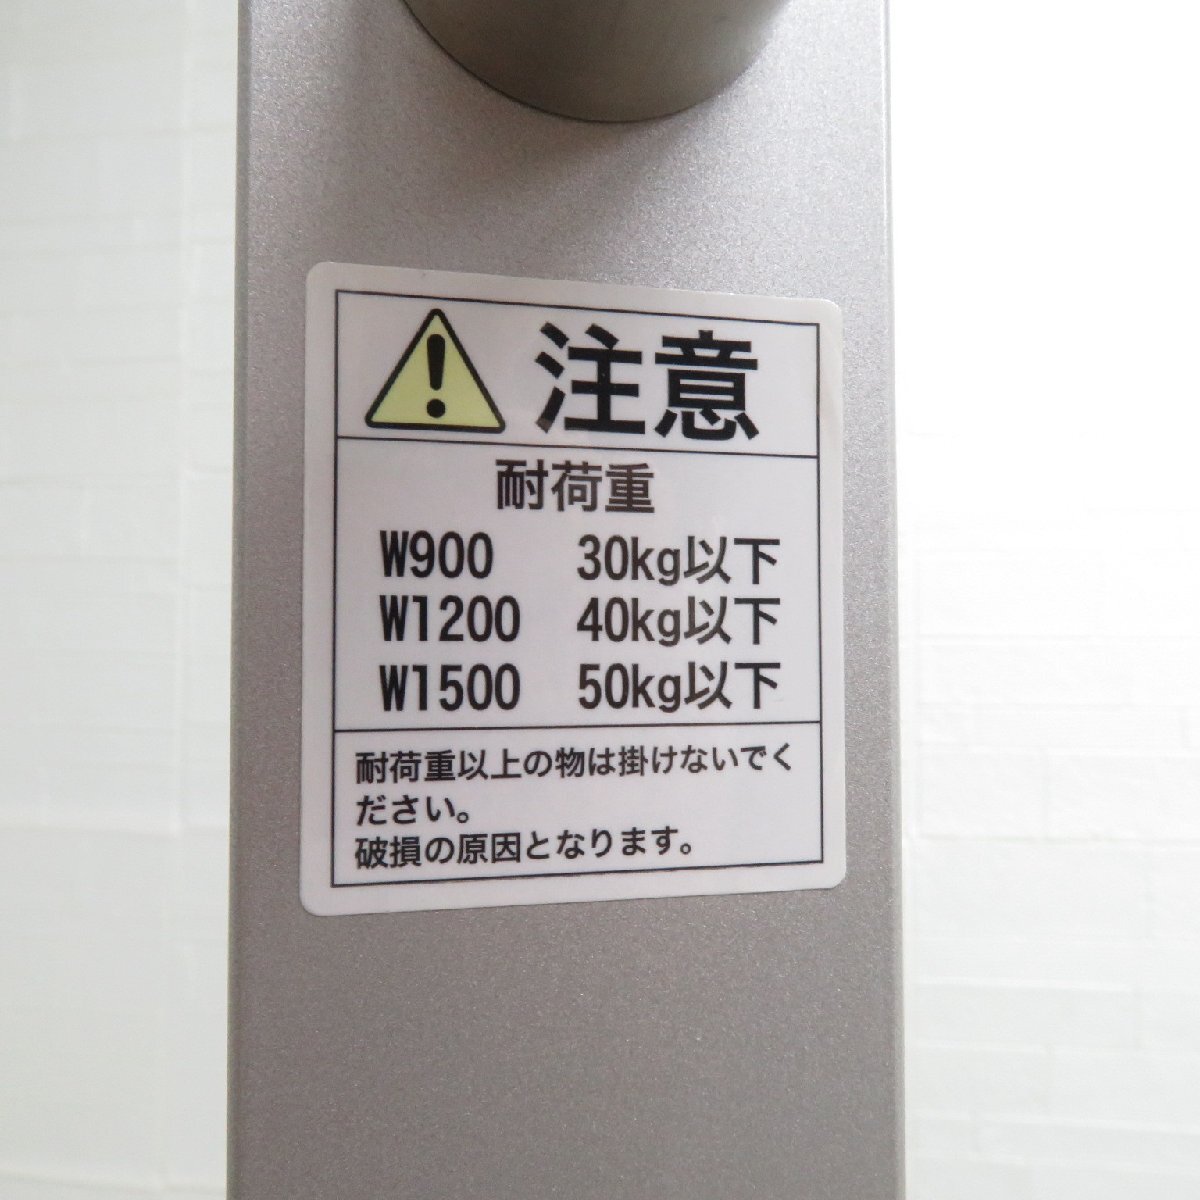 注意
耐荷重
W900 30kg以下
W1200 40kg以下
W1500 50kg以下
耐荷重以上の物は掛けないでく
ださい。
破損の原因となります。